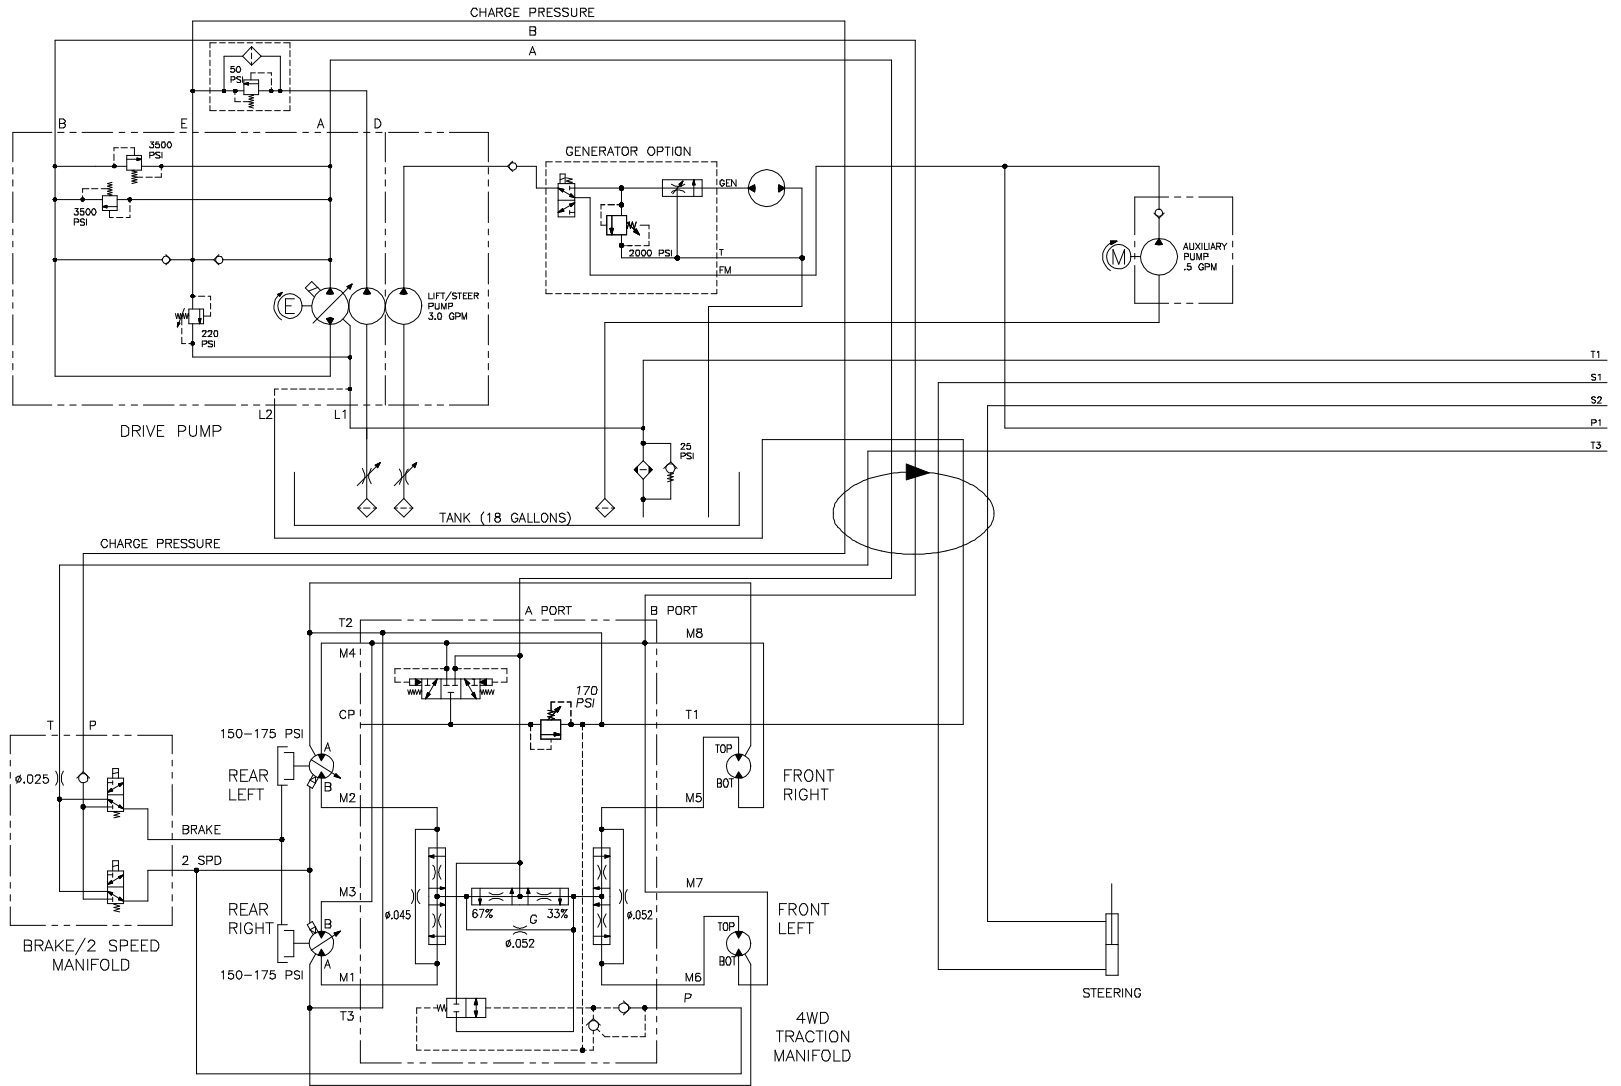 CHARGE PRESSURE
B
A
50
PSI
B
E
A
D
3500
PSI
3500
PSI
GENERATOR OPTION
GEN
2000 PSI
T
FM
M
AUXILIARY
PUMP
.5 GPM
E
LIFT/STEER
PUMP
3.0 GPM
220
PSI
T1
S1
S2
P1
T3
L2
L1
DRIVE PUMP
25
PSI
TANK (18 GALLONS)
CHARGE PRESSURE
A PORT
B PORT
T2
M8
M4
170
PSI
CP
T1
T
P
150-175 PSI
A
TOP
ø.025
REAR
LEFT
B
BOT
FRONT
RIGHT
M2
M5
BRAKE
2 SPD
M3
M7
ø.045
67%
G
33%
ø.052
ø.052
REAR
RIGHT
B
TOP
FRONT
LEFT
A
BOT
BRAKE/2 SPEED
MANIFOLD
150-175 PSI
M1
M6
P
T3
STEERING
4WD
TRACTION
MANIFOLD